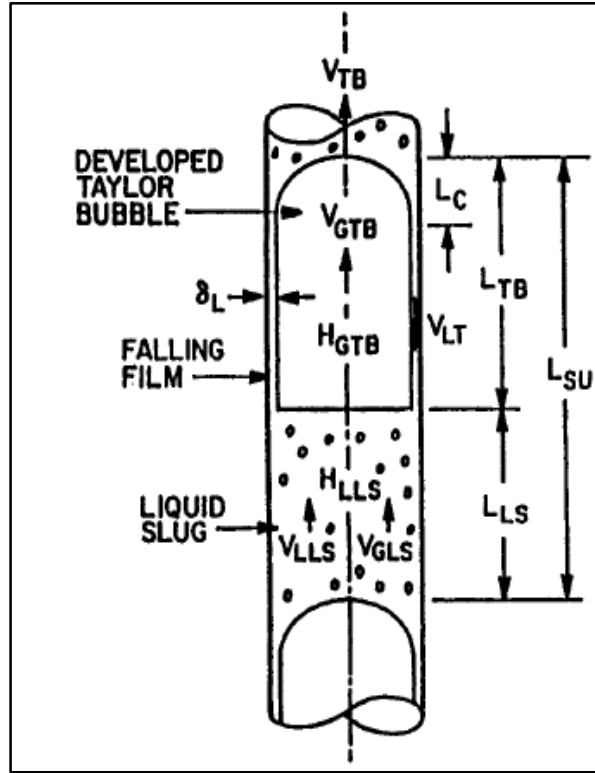 V_TB
DEVELOPED
TAYLOR
BUBBLE
L_C
V_GTB
L_TB
δ_L
V_LT
H_GTB
FALLING
FILM
L_SU
H_LLS
L_LS
LIQUID
SLUG
V_LLS
V_GLS